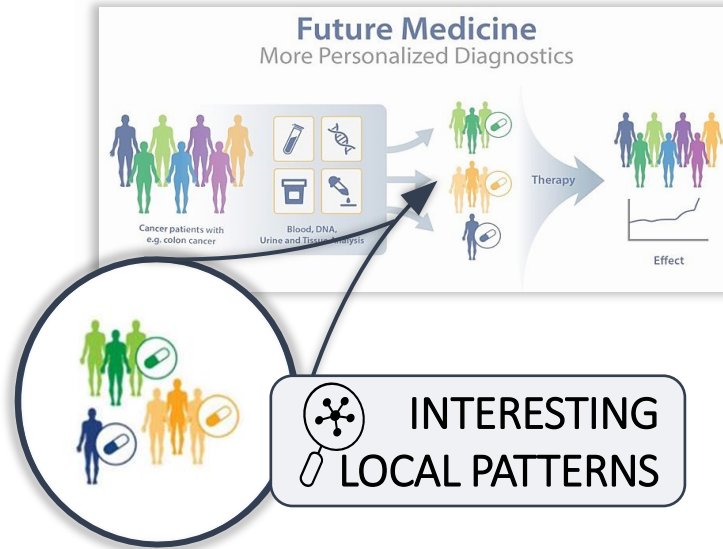 Future Medicine
More Personalized Diagnostics
Cancer patients with
e.g. colon cancer
Blood, DNA,
Urine and Tissue Analysis
Therapy
Effect
INTERESTING
LOCAL PATTERNS